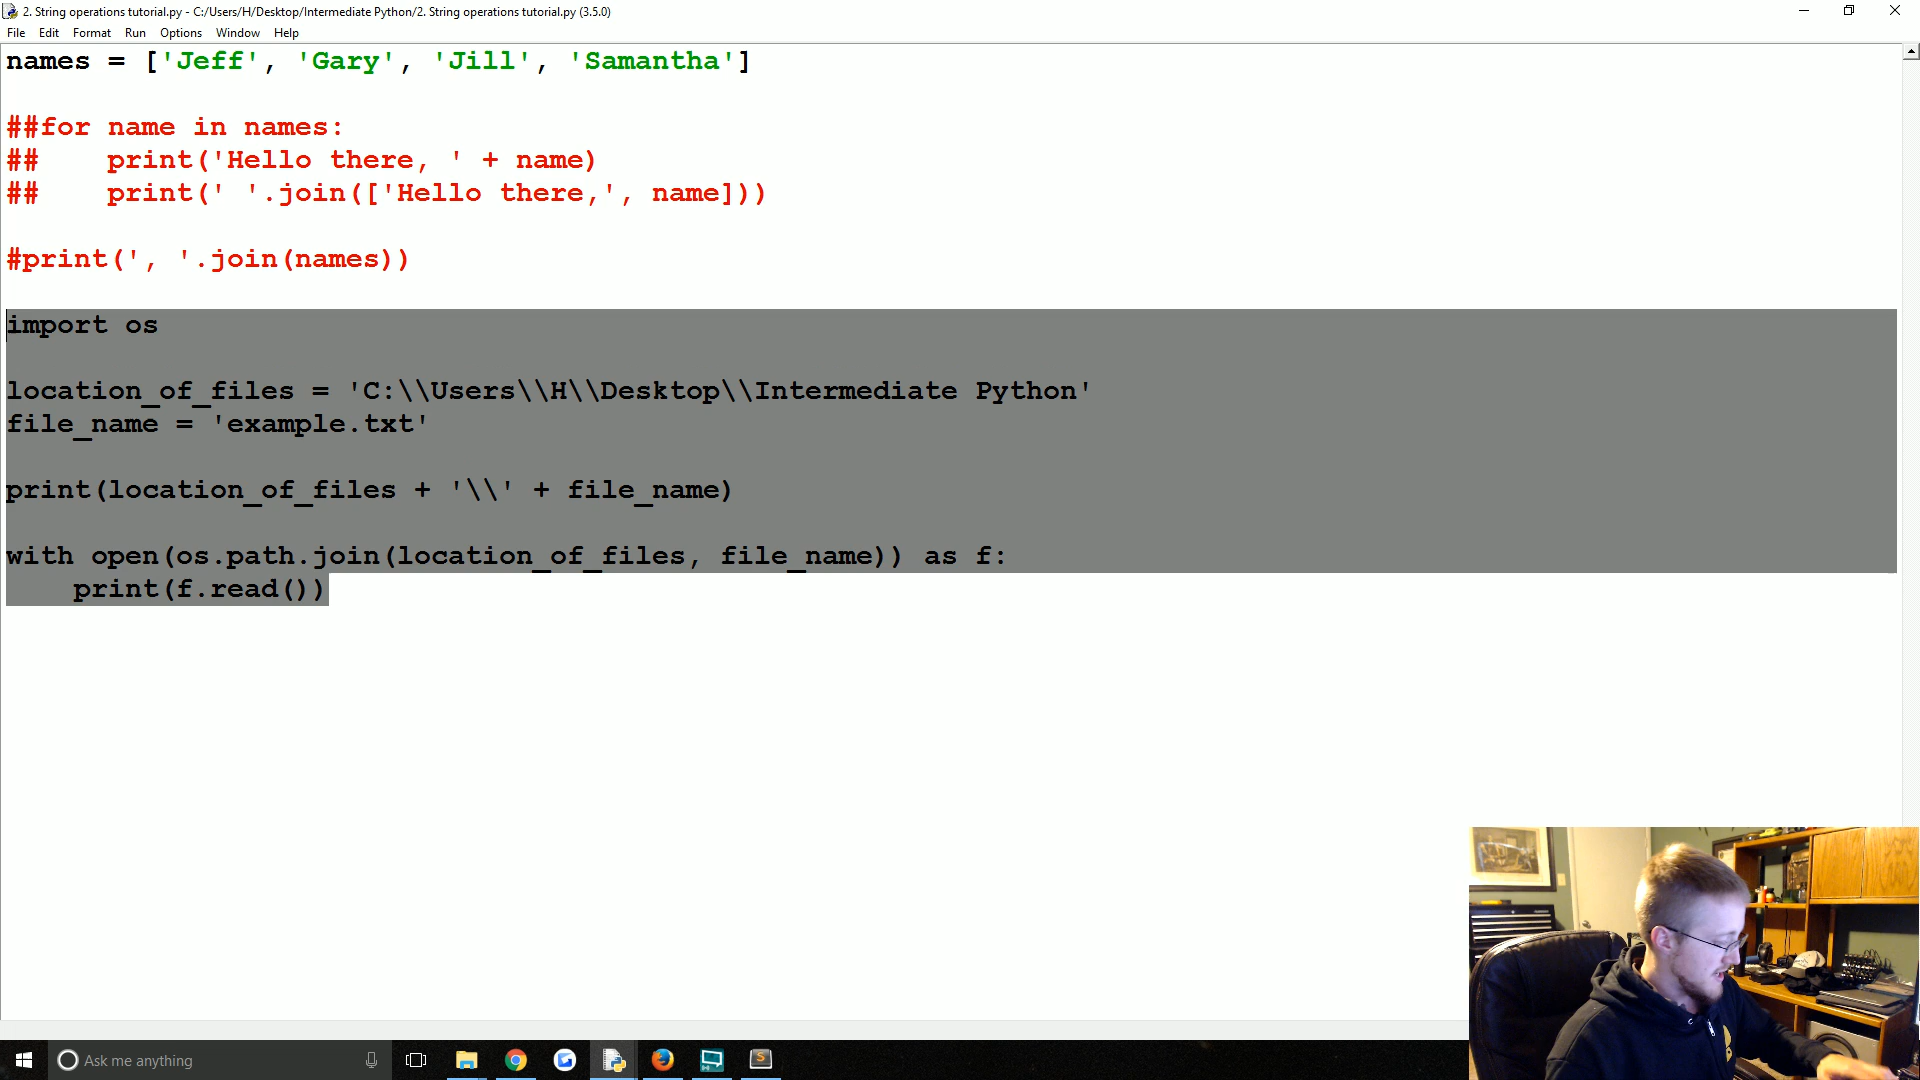 2. String operations tutorial.py - C:/Users/H/Desktop/Intermediate Python/2. String operations tutorial.py (3.5.0)
File Edit Format Run Options Window Help
names = ['Jeff', 'Gary', 'Jill', 'Samantha']
##for name in names:
##    print('Hello there, ' + name)
##    print(' '.join(['Hello there,', name]))
#print(', '.join(names))
import os
location_of_files = 'C:\\Users\\H\\Desktop\\Intermediate Python'
file_name = 'example.txt'
print(location_of_files + '\\' + file_name)
with open(os.path.join(location_of_files, file_name)) as f:
    print(f.read())
Ask me anything